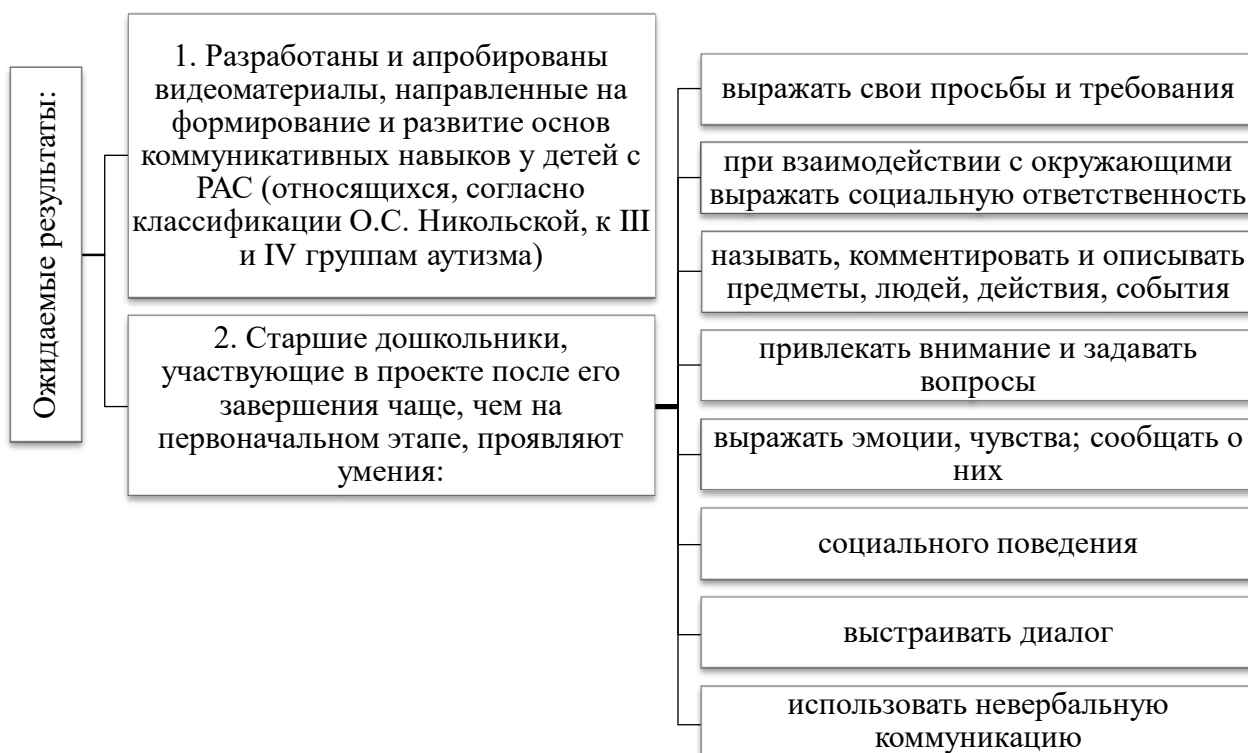 Ожидаемые результаты:
1. Разработаны и апробированы
видеоматериалы, направленные на
формирование и развитие основ
коммуникативных навыков у детей с
РАС (относящихся, согласно
классификации О.С. Никольской, к III
и IV группам аутизма)
2. Старшие дошкольники,
участвующие в проекте после его
завершения чаще, чем на
первоначальном этапе, проявляют
умения:
выражать свои просьбы и требования
при взаимодействии с окружающими
выражать социальную ответственность
называть, комментировать и описывать
предметы, людей, действия, события
привлекать внимание и задавать
вопросы
выражать эмоции, чувства; сообщать о
них
социального поведения
выстраивать диалог
использовать невербальную
коммуникацию